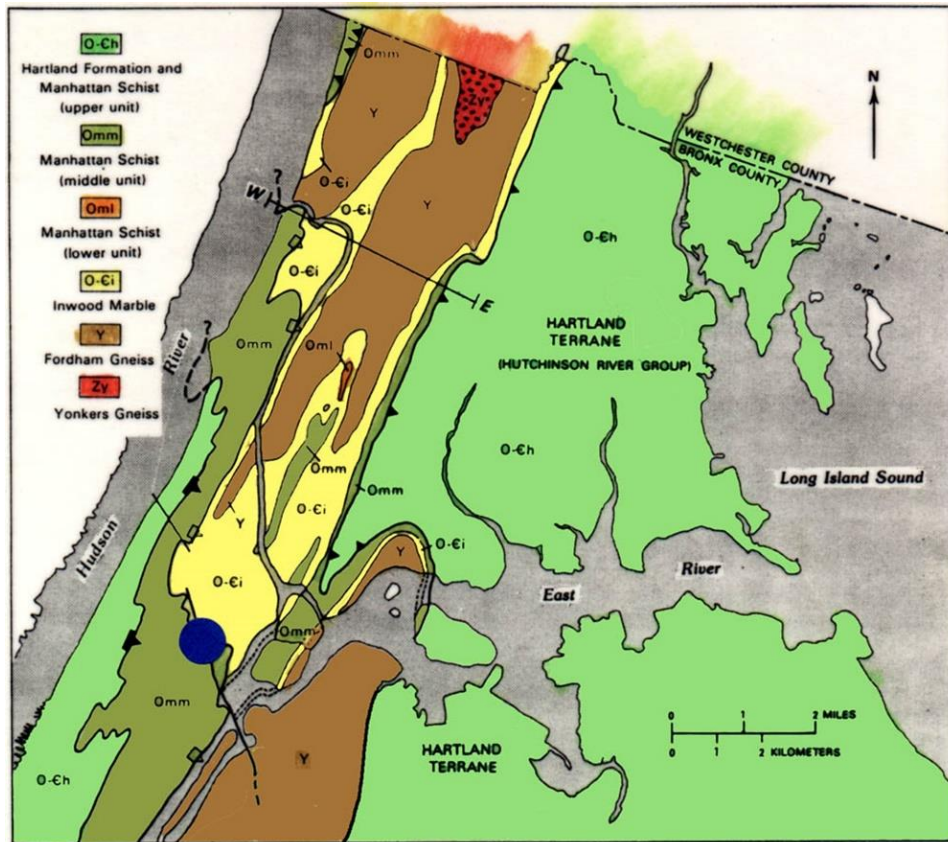 O-Єh
Hartland Formation and
Manhattan Schist
(upper unit)
Omm
Manhattan Schist
(middle unit)
Oml
Manhattan Schist
(lower unit)
O-Єi
Inwood Marble
Y
Fordham Gneiss
Zy
Yonkers Gneiss
Omm
Zy
Y
N
WESTCHESTER COUNTY
BRONX COUNTY
O-Єi
?
W
O-Єi
Y
O-Єh
O-Єi
E
HARTLAND
TERRANE
(HUTCHINSON RIVER GROUP)
?
River
Omm
Oml
O-Єh
Omm
Long Island Sound
Omm
O-Єi
Y
Hudson
O-Єi
Y
O-Єi
East
River
Omm
Omm
0 1 2 MILES
0 1 2 KILOMETERS
Y
HARTLAND
TERRANE
O-Єh